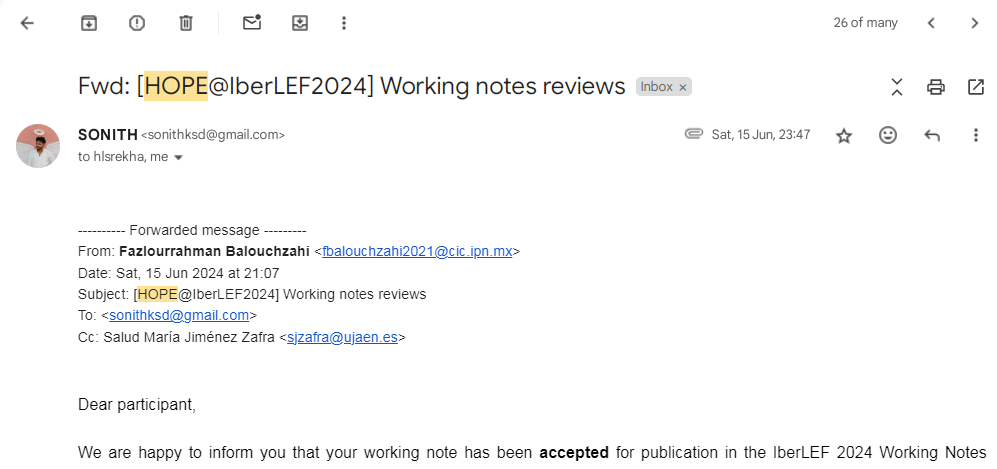 26 of many
Fwd: [HOPE@IberLEF2024] Working notes reviews Inbox ×
SONITH <sonithksd@gmail.com> Sat, 15 Jun, 23:47
to hlsrekha, me
---------- Forwarded message ---------
From: Fazlourrahman Balouchzahi <fbalouchzahi2021@cic.ipn.mx>
Date: Sat, 15 Jun 2024 at 21:07
Subject: [HOPE@IberLEF2024] Working notes reviews
To: <sonithksd@gmail.com>
Cc: Salud María Jiménez Zafra <sjzafra@ujaen.es>
Dear participant,
We are happy to inform you that your working note has been accepted for publication in the IberLEF 2024 Working Notes